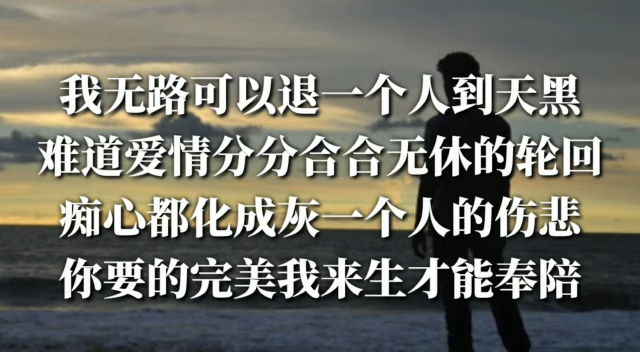 我无路可以退一个人到天黑
难道爱情分分合合无休的轮回
痴心都化成灰一个人的伤悲
你要的完美我来生才能奉陪